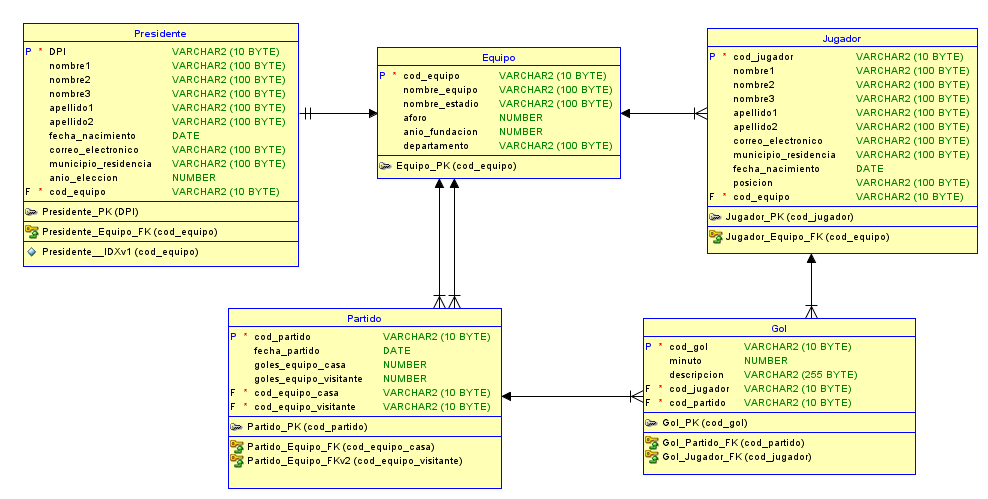 Presidente
P * DPI VARCHAR2 (10 BYTE)
nombre1 VARCHAR2 (100 BYTE)
nombre2 VARCHAR2 (100 BYTE)
nombre3 VARCHAR2 (100 BYTE)
apellido1 VARCHAR2 (100 BYTE)
apellido2 VARCHAR2 (100 BYTE)
fecha_nacimiento DATE
correo_electronico VARCHAR2 (100 BYTE)
municipio_residencia VARCHAR2 (100 BYTE)
anio_eleccion NUMBER
F * cod_equipo VARCHAR2 (10 BYTE)
Presidente_PK (DPI)
Presidente_Equipo_FK (cod_equipo)
Presidente__IDXv1 (cod_equipo)
Equipo
P * cod_equipo VARCHAR2 (10 BYTE)
nombre_equipo VARCHAR2 (100 BYTE)
nombre_estadio VARCHAR2 (100 BYTE)
aforo NUMBER
anio_fundacion NUMBER
departamento VARCHAR2 (100 BYTE)
Equipo_PK (cod_equipo)
Jugador
P * cod_jugador VARCHAR2 (10 BYTE)
nombre1 VARCHAR2 (100 BYTE)
nombre2 VARCHAR2 (100 BYTE)
nombre3 VARCHAR2 (100 BYTE)
apellido1 VARCHAR2 (100 BYTE)
apellido2 VARCHAR2 (100 BYTE)
correo_electronico VARCHAR2 (100 BYTE)
municipio_residencia VARCHAR2 (100 BYTE)
fecha_nacimiento DATE
posicion VARCHAR2 (100 BYTE)
F * cod_equipo VARCHAR2 (10 BYTE)
Jugador_PK (cod_jugador)
Jugador_Equipo_FK (cod_equipo)
Partido
P * cod_partido VARCHAR2 (10 BYTE)
fecha_partido DATE
goles_equipo_casa NUMBER
goles_equipo_visitante NUMBER
F * cod_equipo_casa VARCHAR2 (10 BYTE)
F * cod_equipo_visitante VARCHAR2 (10 BYTE)
Partido_PK (cod_partido)
Partido_Equipo_FK (cod_equipo_casa)
Partido_Equipo_FKv2 (cod_equipo_visitante)
Gol
P * cod_gol VARCHAR2 (10 BYTE)
minuto NUMBER
descripcion VARCHAR2 (255 BYTE)
F * cod_jugador VARCHAR2 (10 BYTE)
F * cod_partido VARCHAR2 (10 BYTE)
Gol_PK (cod_gol)
Gol_Partido_FK (cod_partido)
Gol_Jugador_FK (cod_jugador)